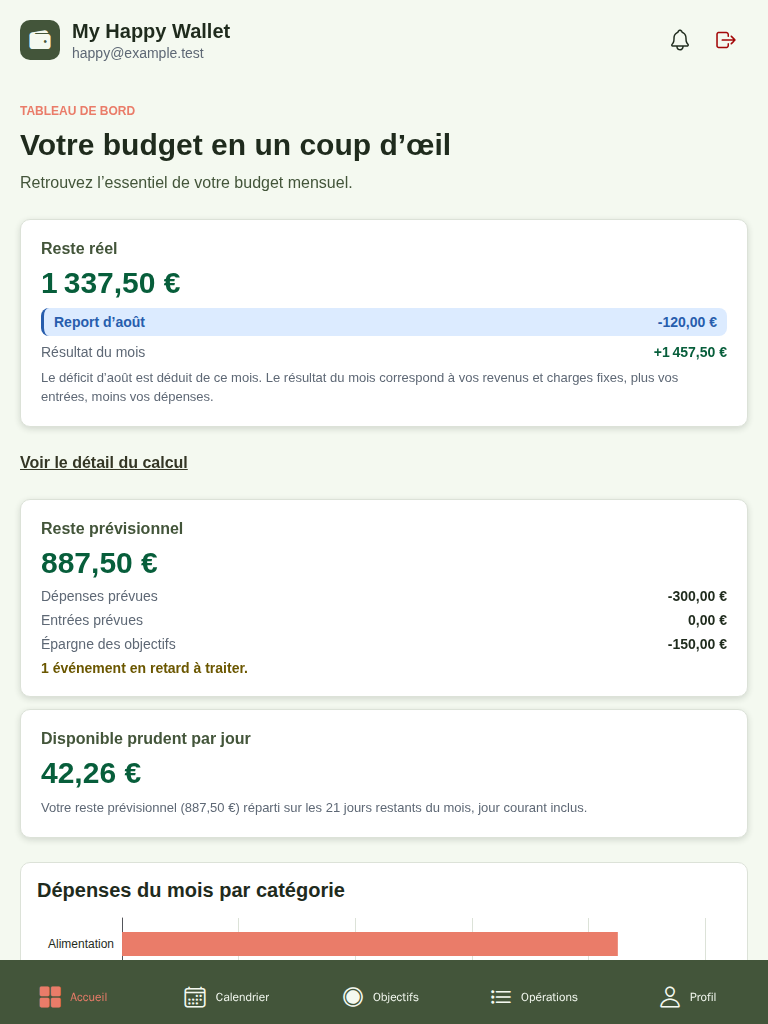 My Happy Wallet
happy@example.test
TABLEAU DE BORD
Votre budget en un coup d’œil
Retrouvez l’essentiel de votre budget mensuel.
Reste réel
1 337,50 €
Report d’août -120,00 €
Résultat du mois +1 457,50 €
Le déficit d’août est déduit de ce mois. Le résultat du mois correspond à vos revenus et charges fixes, plus vos
entrées, moins vos dépenses.
Voir le détail du calcul
Reste prévisionnel
887,50 €
Dépenses prévues -300,00 €
Entrées prévues 0,00 €
Épargne des objectifs -150,00 €
1 événement en retard à traiter.
Disponible prudent par jour
42,26 €
Votre reste prévisionnel (887,50 €) réparti sur les 21 jours restants du mois, jour courant inclus.
Dépenses du mois par catégorie
Alimentation
Accueil Calendrier Objectifs Opérations Profil